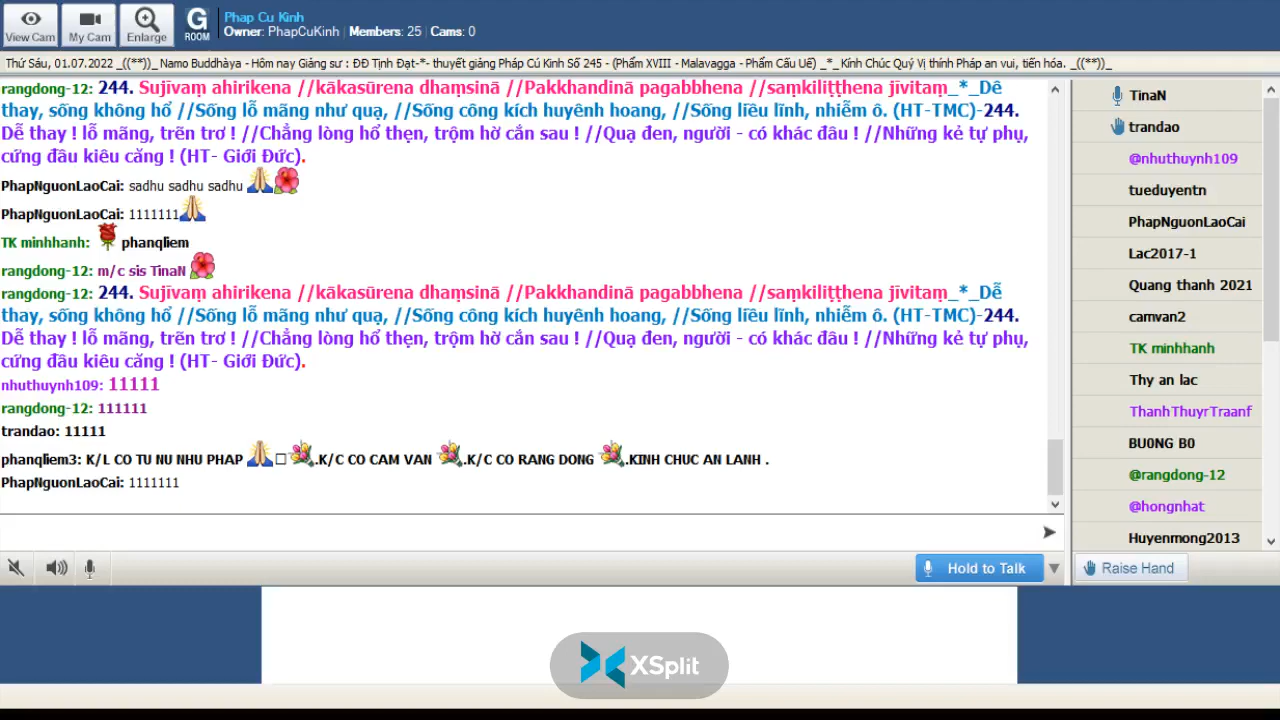 Phap Cu Kinh
Owner: PhapCuKinh | Members: 25 | Cams: 0
View Cam
My Cam
Enlarge
G
ROOM
Thứ Sáu, 01.07.2022 _((**))_ Namo Buddhàya - Hôm nay Giảng sư : ĐĐ Tịnh Đạt-*- thuyết giảng Pháp Cú Kinh Số 245 - (Phẩm XVIII - Malavagga - Phẩm Cấu Uế) _*_ Kính Chúc Quý Vị thính Pháp an vui, tiến hóa. _((**))_
rangdong-12: 244. Sujīvaṃ ahirikena //kākasūrena dhaṃsinā //Pakkhandinā pagabbhena //saṃkiliṭṭhena jīvitaṃ_*_Dễ
thay, sống không hổ //Sống lỗ mãng như quạ, //Sống công kích huyênh hoang, //Sống liều lĩnh, nhiễm ô. (HT-TMC)-244.
Dễ thay ! lỗ mãng, trẽn trơ ! //Chẳng lòng hổ thẹn, trộm hờ cắn sau ! //Quạ đen, người - có khác đâu ! //Những kẻ tự phụ,
cứng đầu kiêu căng ! (HT- Giới Đức).
PhapNguonLaoCai: sadhu sadhu sadhu
PhapNguonLaoCai: 1111111
TK minhhanh: phanqliem
rangdong-12: m/c sis TinaN
rangdong-12: 244. Sujīvaṃ ahirikena //kākasūrena dhaṃsinā //Pakkhandinā pagabbhena //saṃkiliṭṭhena jīvitaṃ_*_Dễ
thay, sống không hổ //Sống lỗ mãng như quạ, //Sống công kích huyênh hoang, //Sống liều lĩnh, nhiễm ô. (HT-TMC)-244.
Dễ thay ! lỗ mãng, trẽn trơ ! //Chẳng lòng hổ thẹn, trộm hờ cắn sau ! //Quạ đen, người - có khác đâu ! //Những kẻ tự phụ,
cứng đầu kiêu căng ! (HT- Giới Đức).
nhuthuynh109: 11111
rangdong-12: 111111
trandao: 11111
phanqliem3: K/L CO TU NU NHU PHAP .K/C CO CAM VAN .K/C CO RANG DONG .KINH CHUC AN LANH .
PhapNguonLaoCai: 1111111
TinaN
trandao
@nhuthuynh109
tueduyentn
PhapNguonLaoCai
Lac2017-1
Quang thanh 2021
camvan2
TK minhhanh
Thy an lac
ThanhThuyrTraanf
BU0NG B0
@rangdong-12
@hongnhat
Huyenmong2013
Hold to Talk
Raise Hand
XSplit